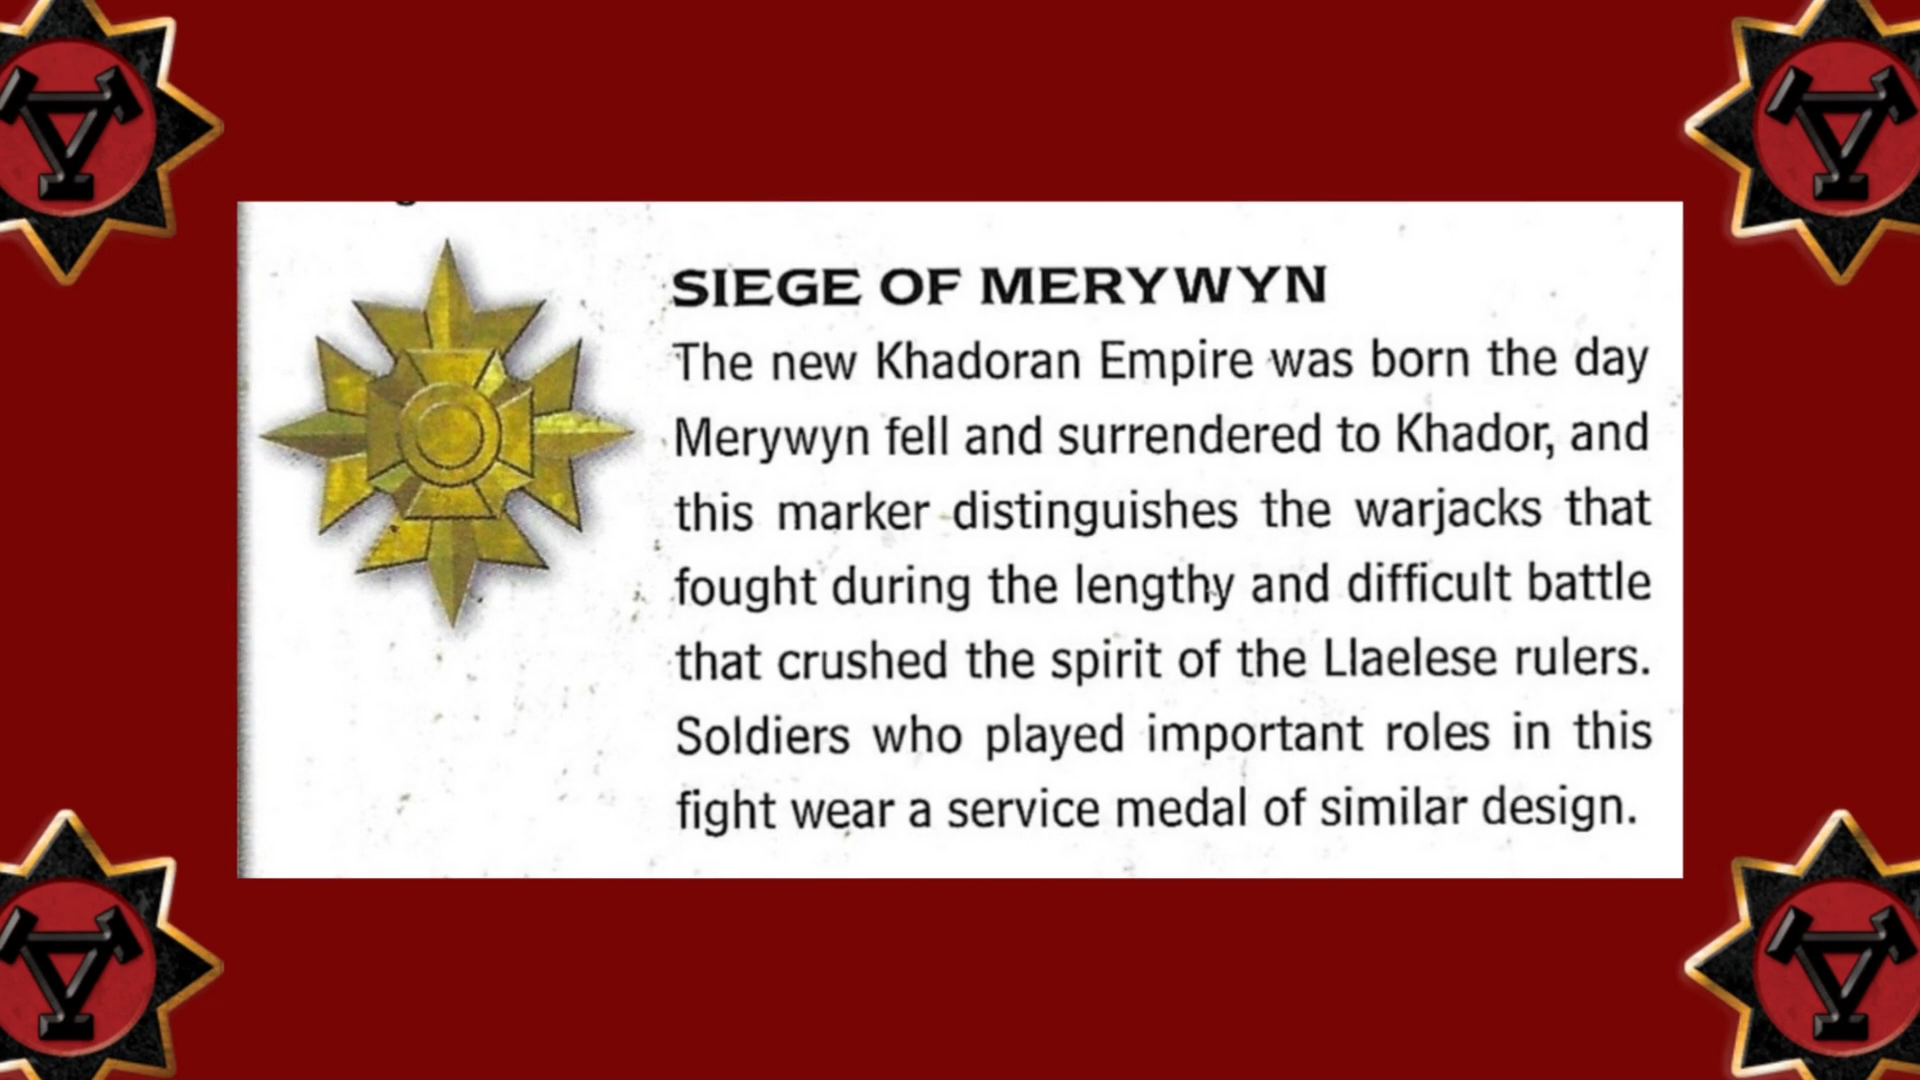 SIEGE OF MERYWYN
The new Khadoran Empire was born the day
Merywyn fell and surrendered to Khador, and
this marker distinguishes the warjacks that
fought during the lengthy and difficult battle
that crushed the spirit of the Llaelese rulers.
Soldiers who played important roles in this
fight wear a service medal of similar design.